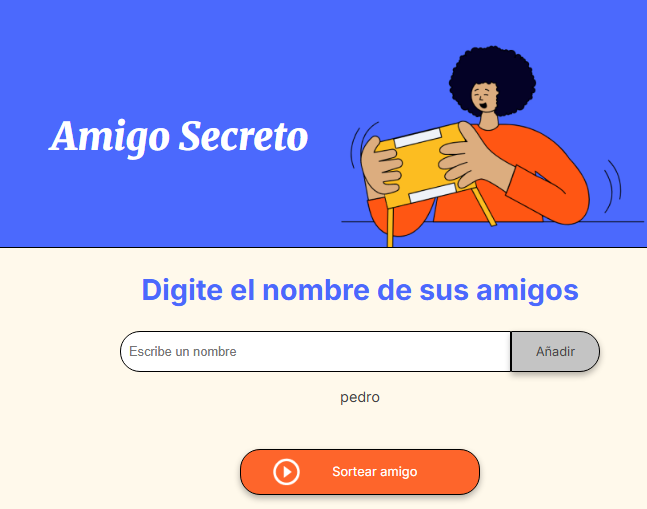 Amigo Secreto
Digite el nombre de sus amigos
Escribe un nombre
Añadir
pedro
Sortear amigo